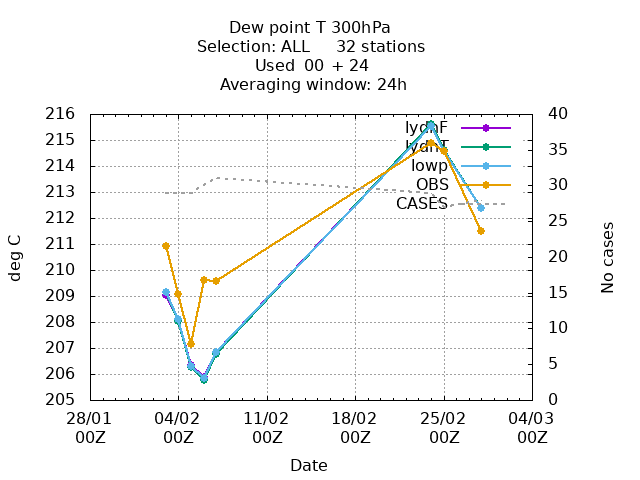 Dew point T 300hPa
Selection: ALL 32 stations
Used 00 + 24
Averaging window: 24h
216
215
214
213
212
211
210
209
208
207
206
205
40
35
30
25
20
15
10
5
0
lowp
OBS
CASES
deg C
No cases
28/01 04/02 11/02 18/02 25/02 04/03
00Z 00Z 00Z 00Z 00Z 00Z
Date